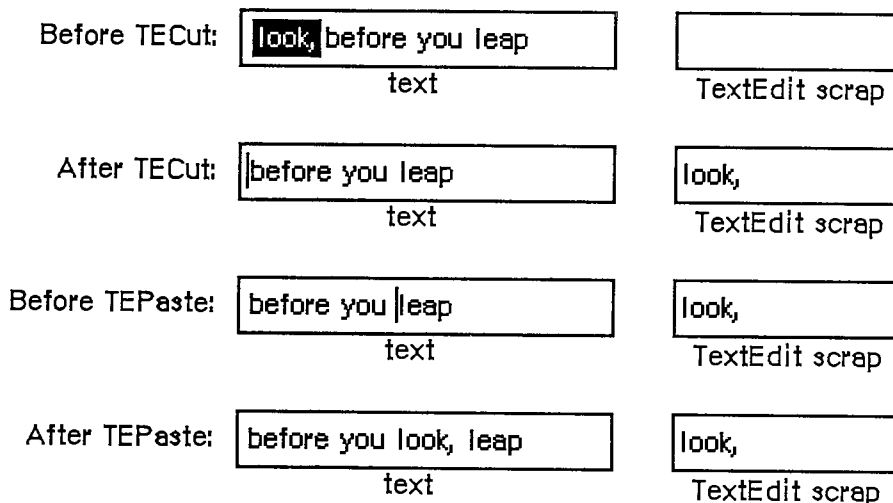 Before TECut: look, before you leap
text TextEdit scrap
After TECut: before you leap look,
text TextEdit scrap
Before TEPaste: before you leap look,
text TextEdit scrap
After TEPaste: before you look, leap look,
text TextEdit scrap